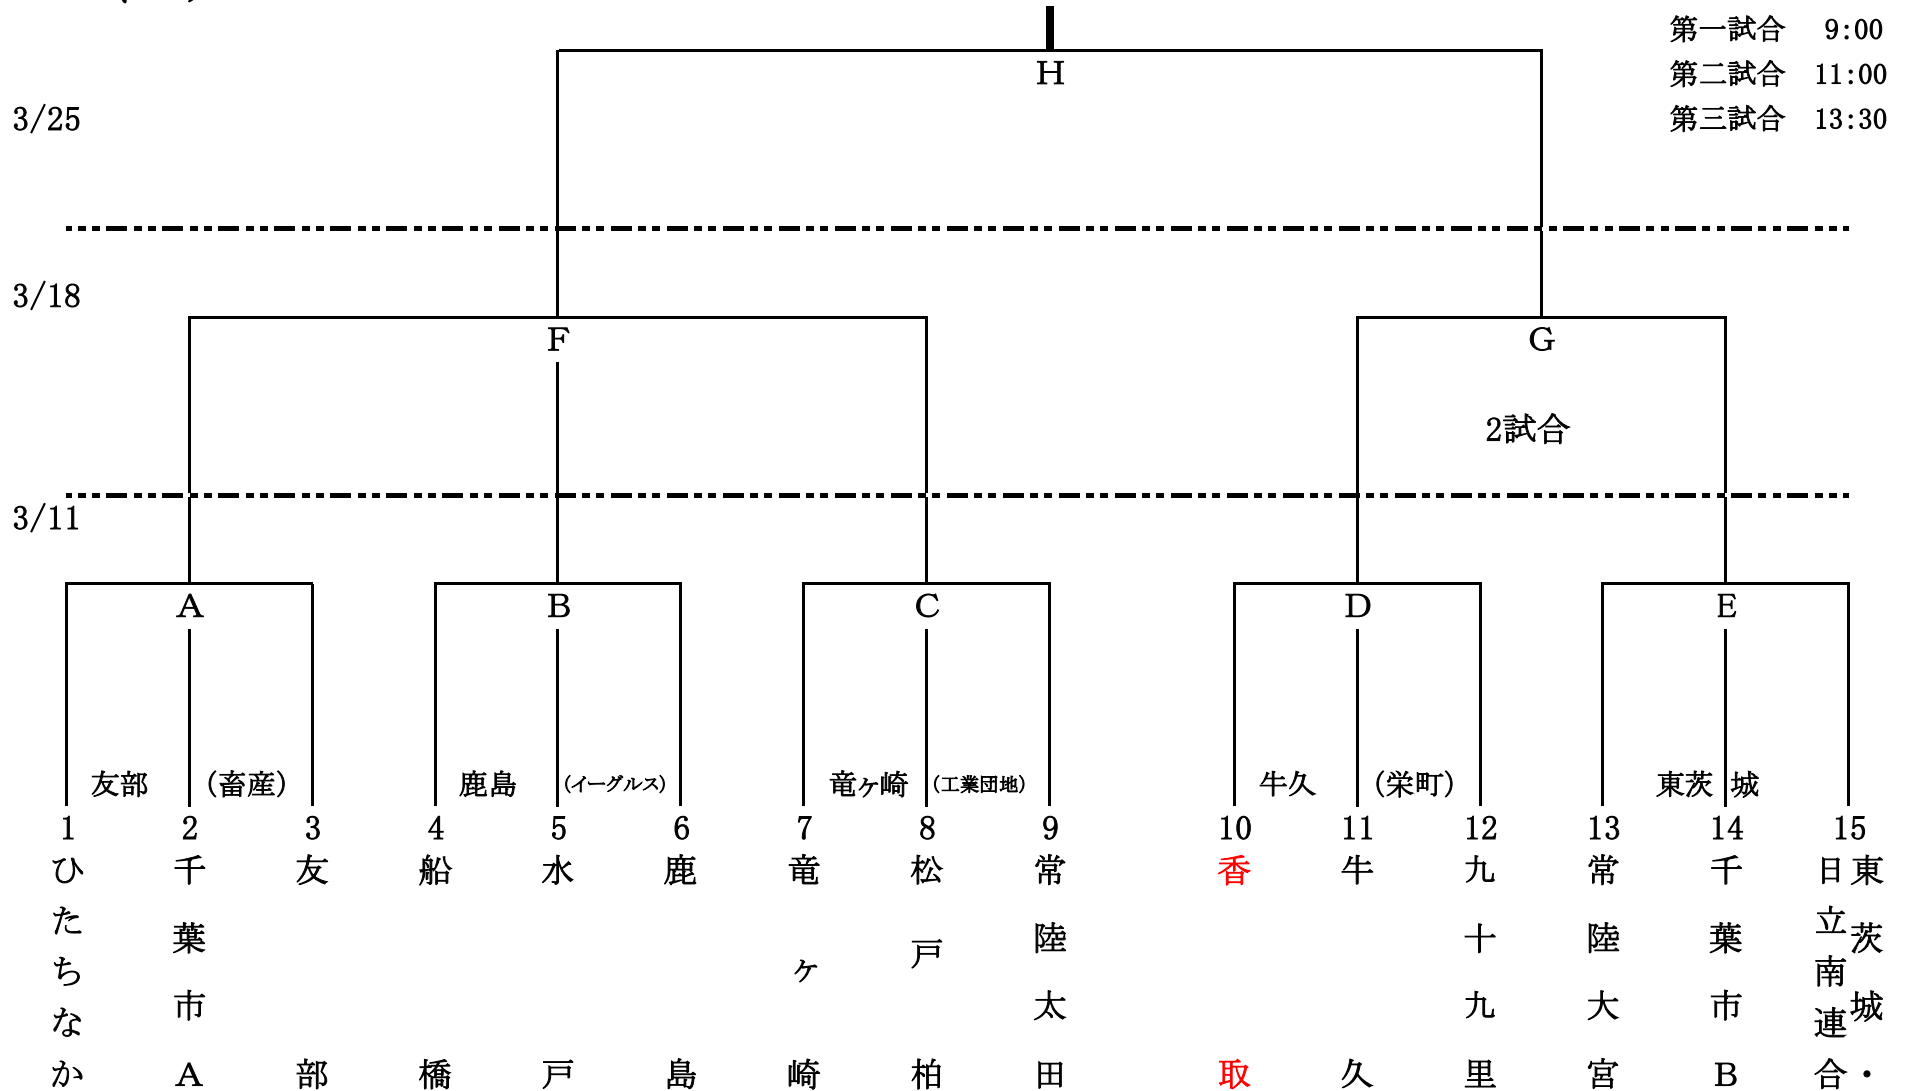 第一試合 9:00
第二試合 11:00
第三試合 13:30
H
3/25
3/18
F
G
2試合
3/11
A
B
C
D
E
友部 (畜産)
鹿島 (イーグルス)
竜ヶ崎 (工業団地)
牛久 (栄町)
東茨城
1 2 3 4 5 6 7 8 9 10 11 12 13 14 15
ひたちなか
千葉市A
友部
船橋
水戸
鹿島
竜ヶ崎
松戸柏
常陸太田
香取
牛久
九十九里
常陸大宮
千葉市B
東茨城・
日立南連合